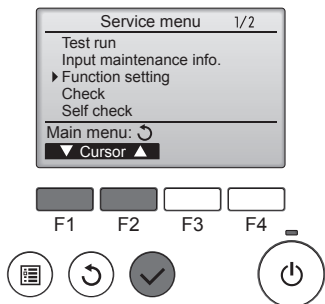 Service menu 1/2
Test run
Input maintenance info.
Function setting
Check
Self check
Main menu:
▼ Cursor ▲
F1 F2 F3 F4